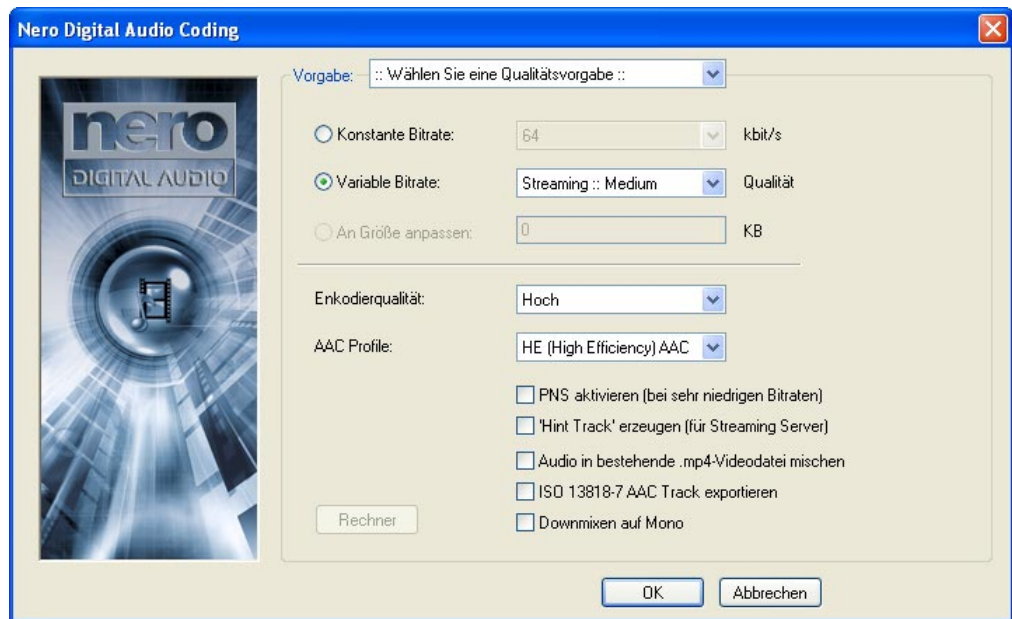 Nero Digital Audio Coding
nero
DIGITAL AUDIO
Vorgabe: :: Wählen Sie eine Qualitätsvorgabe ::
Konstante Bitrate: 64 kbit/s
Variable Bitrate: Streaming :: Medium Qualität
An Größe anpassen: 0 KB
Enkodierqualität: Hoch
AAC Profile: HE (High Efficiency) AAC
PNS aktivieren (bei sehr niedrigen Bitraten)
'Hint Track' erzeugen (für Streaming Server)
Audio in bestehende .mp4-Videodatei mischen
ISO 13818-7 AAC Track exportieren
Rechner
Downmixen auf Mono
OK Abbrechen